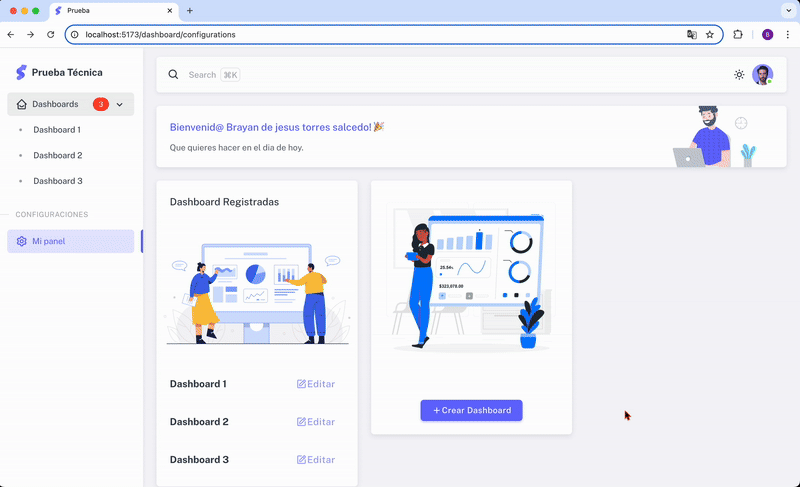 Prueba
localhost:5173/dashboard/configurations
B
Prueba Técnica
Dashboards 3
Dashboard 1
Dashboard 2
Dashboard 3
CONFIGURACIONES
Mi panel
Search ⌘K
Bienvenid@ Brayan de jesus torres salcedo! 🎉
Que quieres hacer en el dia de hoy.
Dashboard Registradas
Dashboard 1 Editar
Dashboard 2 Editar
Dashboard 3 Editar
$323,078.00
+ Crear Dashboard